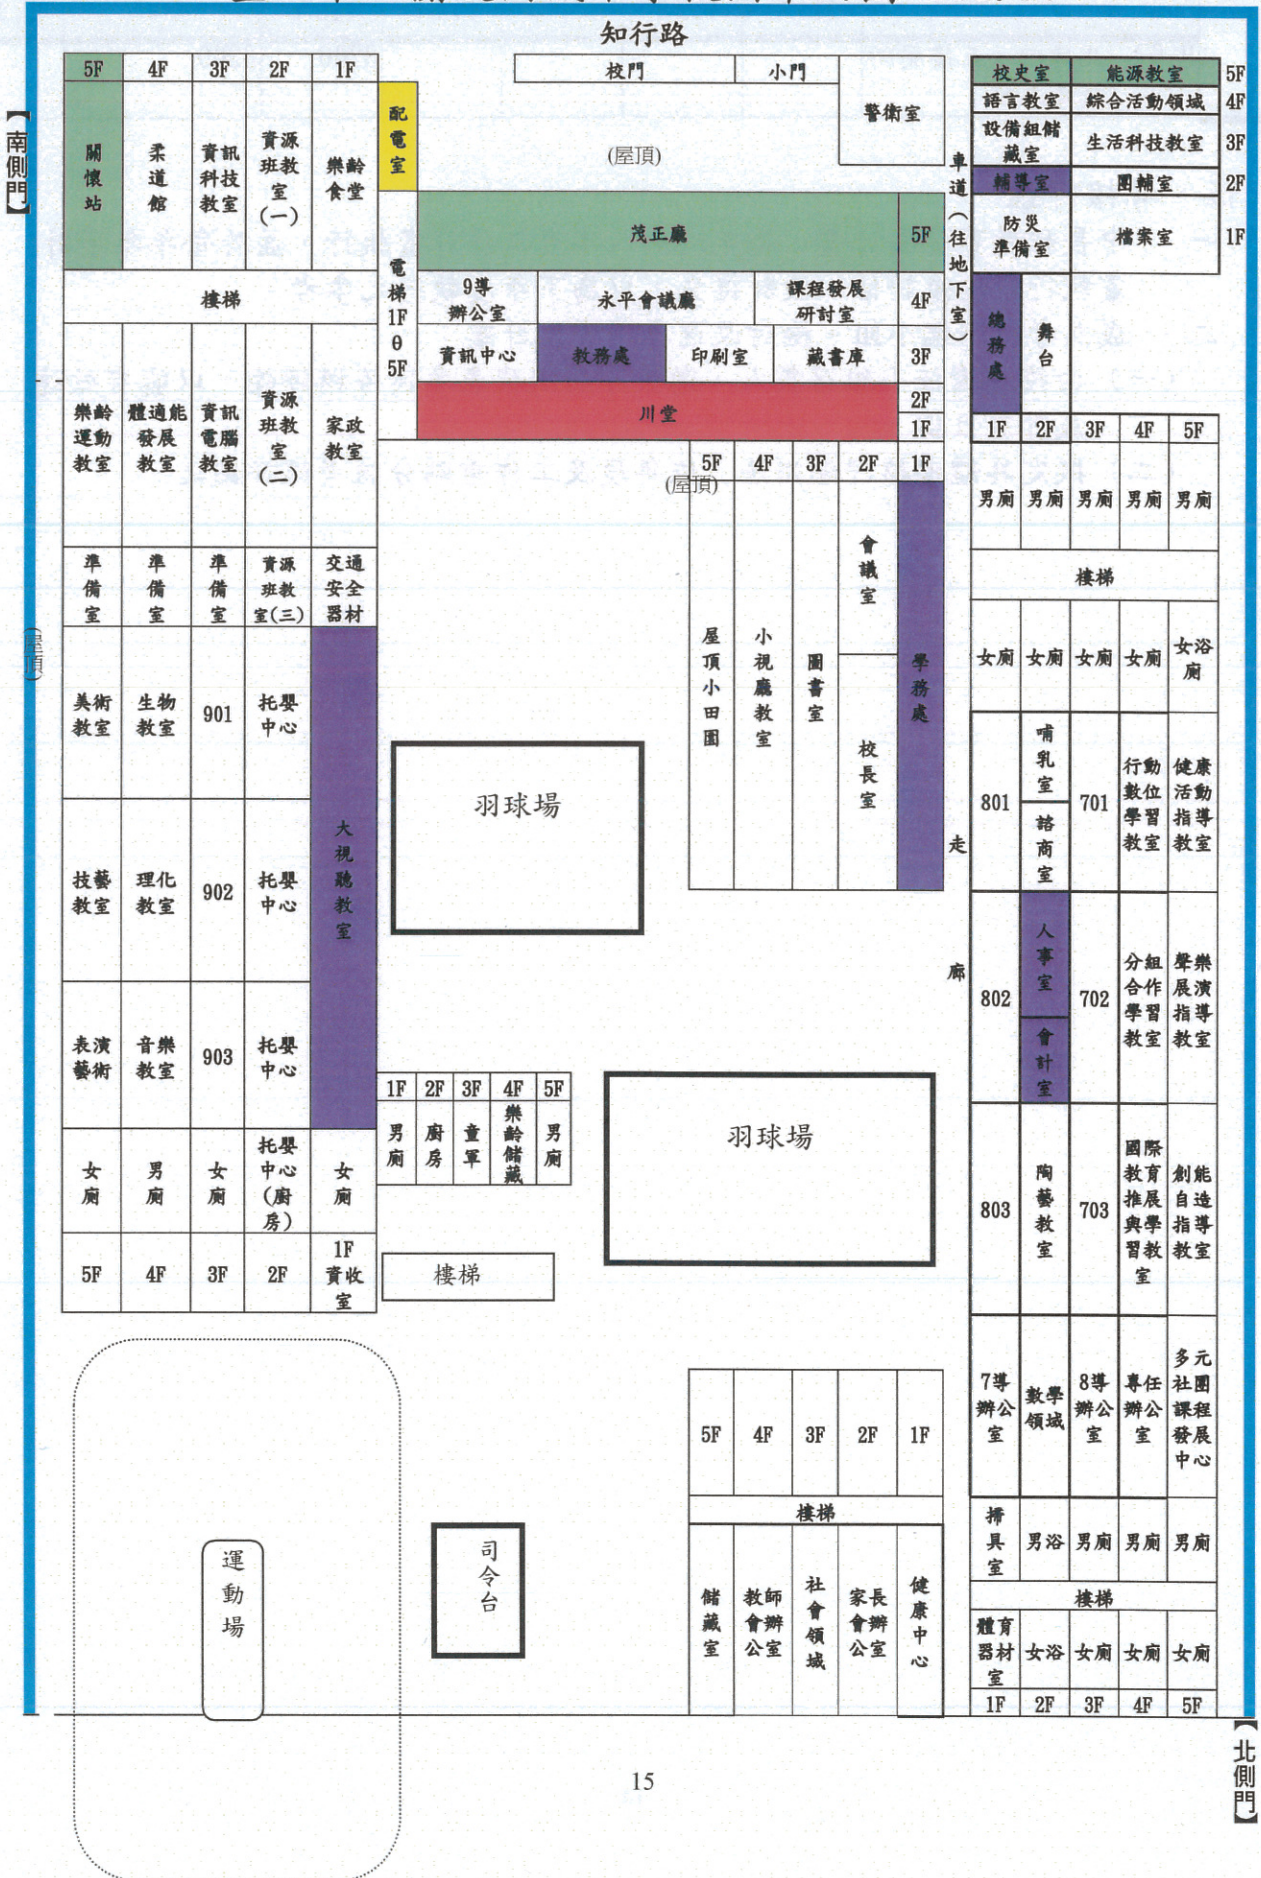 知行路
【南側門】
5F 4F 3F 2F 1F
關懷站 柔道館 資訊科技教室 資源班教室(一) 樂齡食堂
樓梯
樂齡運動教室 體適能發展教室 資訊電腦教室 資源班教室(二) 家政教室
準備室 準備室 準備室 資源班教室(三) 交通安全器材
(屋頂)
美術教室 生物教室 901 托嬰中心 大視聽教室
技藝教室 理化教室 902 托嬰中心
表演藝術 音樂教室 903 托嬰中心
女廁 男廁 女廁 托嬰中心(廚房) 女廁
5F 4F 3F 2F 1F資收室
配電室
電梯1Fθ5F
校門 小門
警衛室
(屋頂)
茂正廳 5F
9導辦公室 永平會議廳 課程發展研討室 4F
資訊中心 教務處 印刷室 藏書庫 3F
川堂 2F
1F
5F 4F 3F 2F 1F
(屋頂)
屋頂小田園 小視廳教室 圖書室 會議室 學務處
校長室
羽球場
1F 2F 3F 4F 5F
男廁 廚房 童軍 樂齡儲藏 男廁
樓梯
羽球場
車道(往地下室)
走廊
校史室 能源教室 5F
語言教室 綜合活動領域 4F
設備組儲藏室 生活科技教室 3F
輔導室 團輔室 2F
防災準備室 檔案室 1F
總務處 舞台
1F 2F 3F 4F 5F
男廁 男廁 男廁 男廁 男廁
樓梯
女廁 女廁 女廁 女廁 女浴廁
801 哺乳室 701 行動數位學習教室 健康活動指導教室
諮商室
802 人事室 702 分組合作學習教室 聲樂展演指導教室
會計室
803 陶藝教室 703 國際教育推展與學習教室 創能自造指導教室
7導辦公室 數學領域 8導辦公室 專任辦公室 多元社團課程發展中心
掃具室 男浴 男廁 男廁 男廁
樓梯
體育器材室 女浴 女廁 女廁 女廁
1F 2F 3F 4F 5F
5F 4F 3F 2F 1F
樓梯
儲藏室 教師會辦公室 社會領域 家長會辦公室 健康中心
司令台
運動場
【北側門】
15